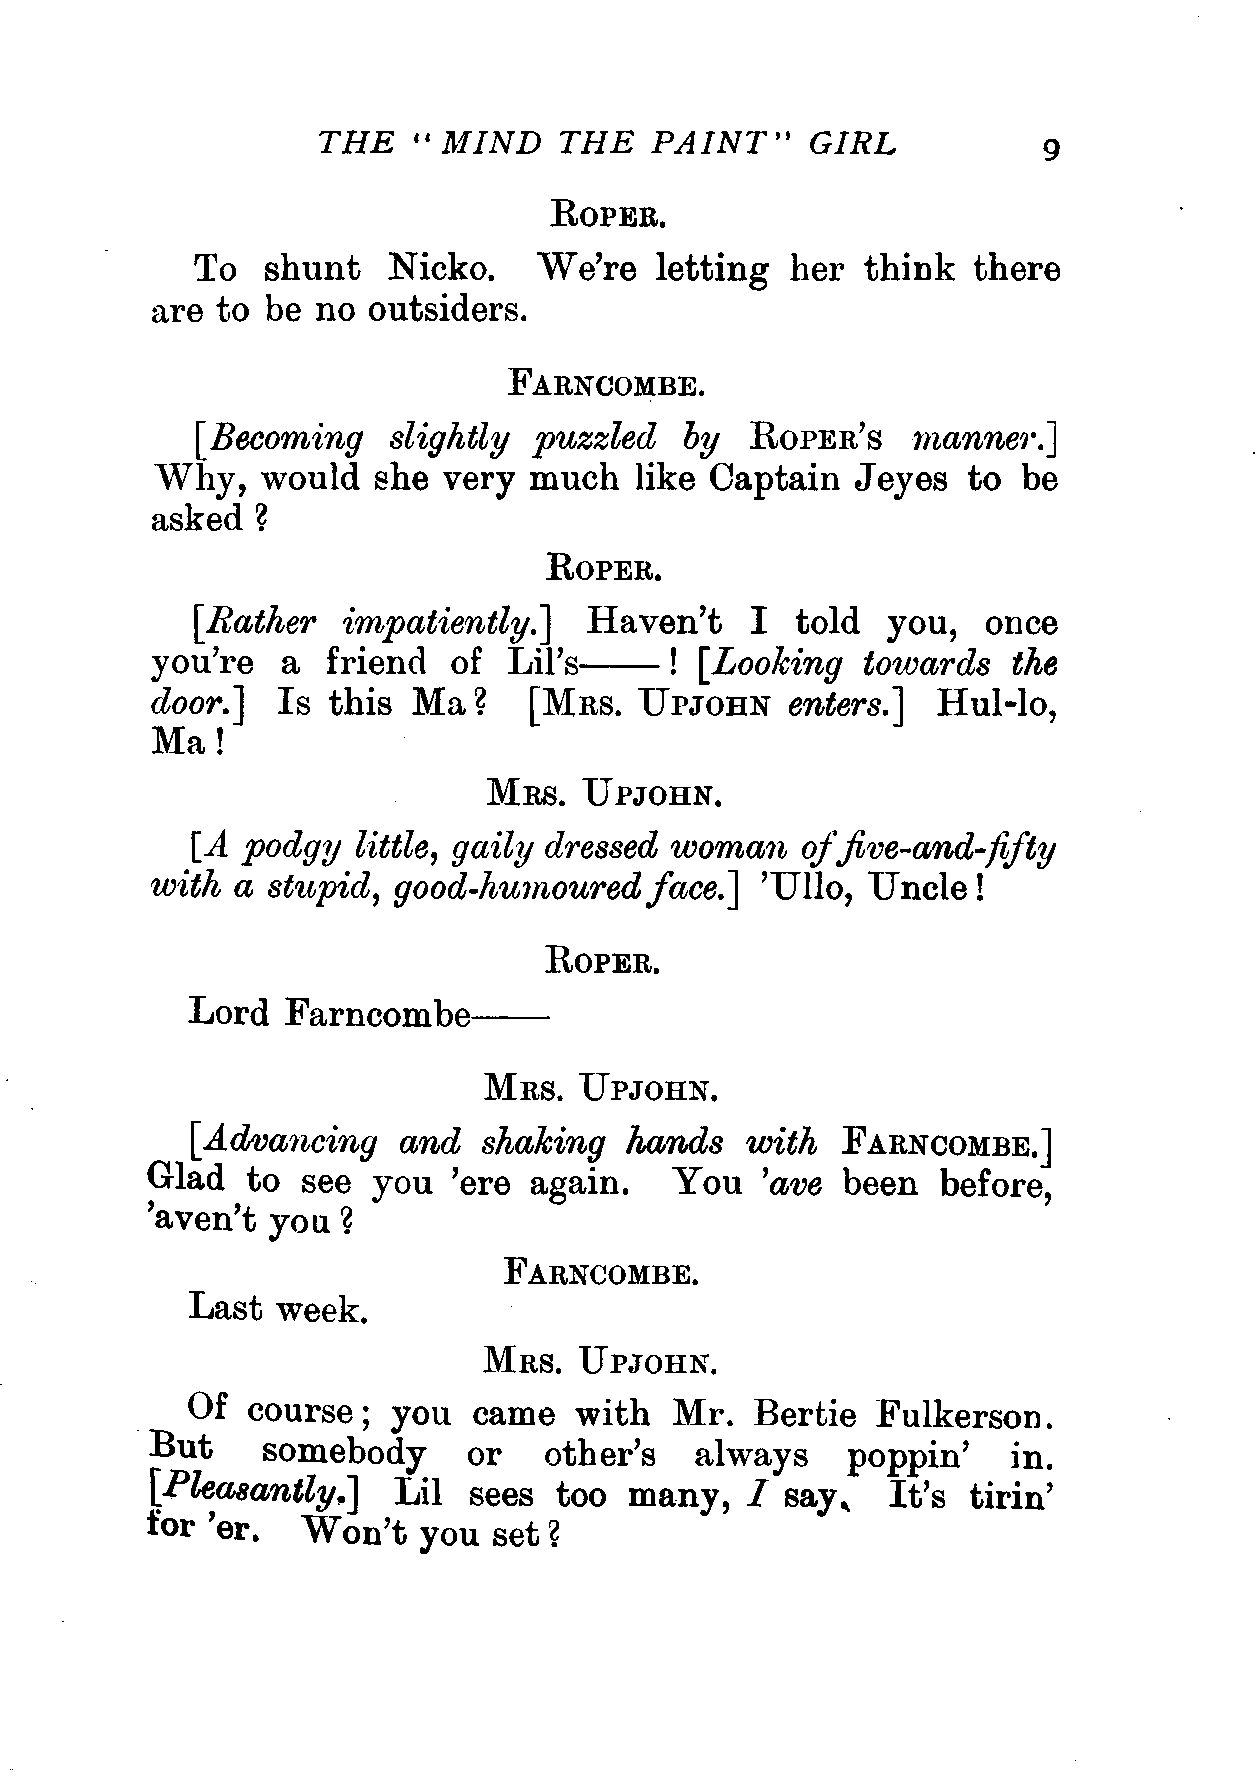 THE "MIND THE PAINT" GIRL 9
ROPER.
To shunt Nicko. We're letting her think there
are to be no outsiders.
FARNCOMBE.
[Becoming slightly puzzled by ROPER'S manner.]
Why, would she very much like Captain Jeyes to be
asked ?
ROPER.
[Rather impatiently.] Haven't I told you, once
you're a friend of Lil's——! [Looking towards the
door.] Is this Ma? [MRS. UPJOHN enters.] Hul-lo,
Ma !
MRS. UPJOHN.
[A podgy little, gaily dressed woman of five-and-fifty
with a stupid, good-humoured face.] 'Ullo, Uncle !
ROPER.
Lord Farncombe——
MRS. UPJOHN.
[Advancing and shaking hands with FARNCOMBE.]
Glad to see you 'ere again. You 'ave been before,
'aven't you ?
FARNCOMBE.
Last week.
MRS. UPJOHN.
Of course; you came with Mr. Bertie Fulkerson.
But somebody or other's always poppin' in.
[Pleasantly.] Lil sees too many, I say. It's tirin'
for 'er. Won't you set ?